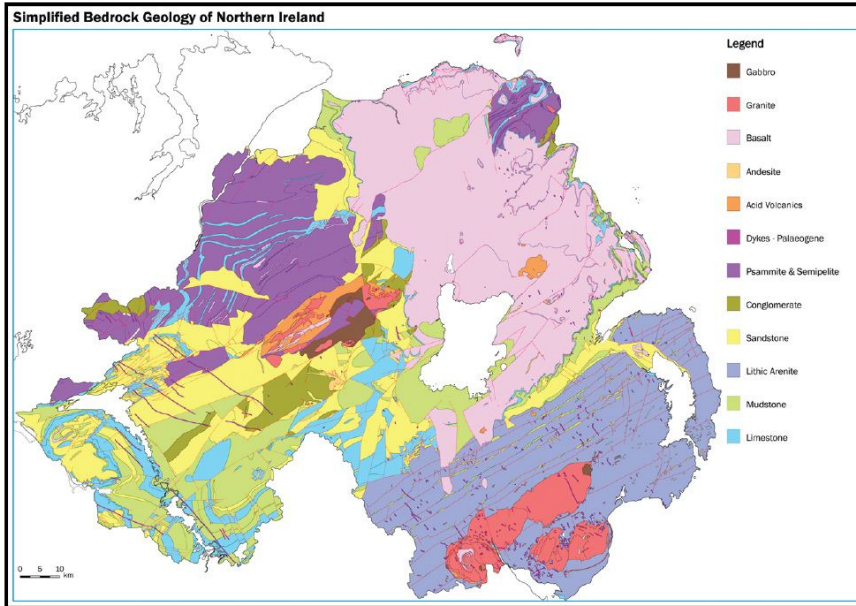 Simplified Bedrock Geology of Northern Ireland
Legend
Gabbro
Granite
Basalt
Andesite
Acid Volcanics
Dykes - Palaeogene
Psammite & Semipelite
Conglomerate
Sandstone
Lithic Arenite
Mudstone
Limestone
0 5 10
km